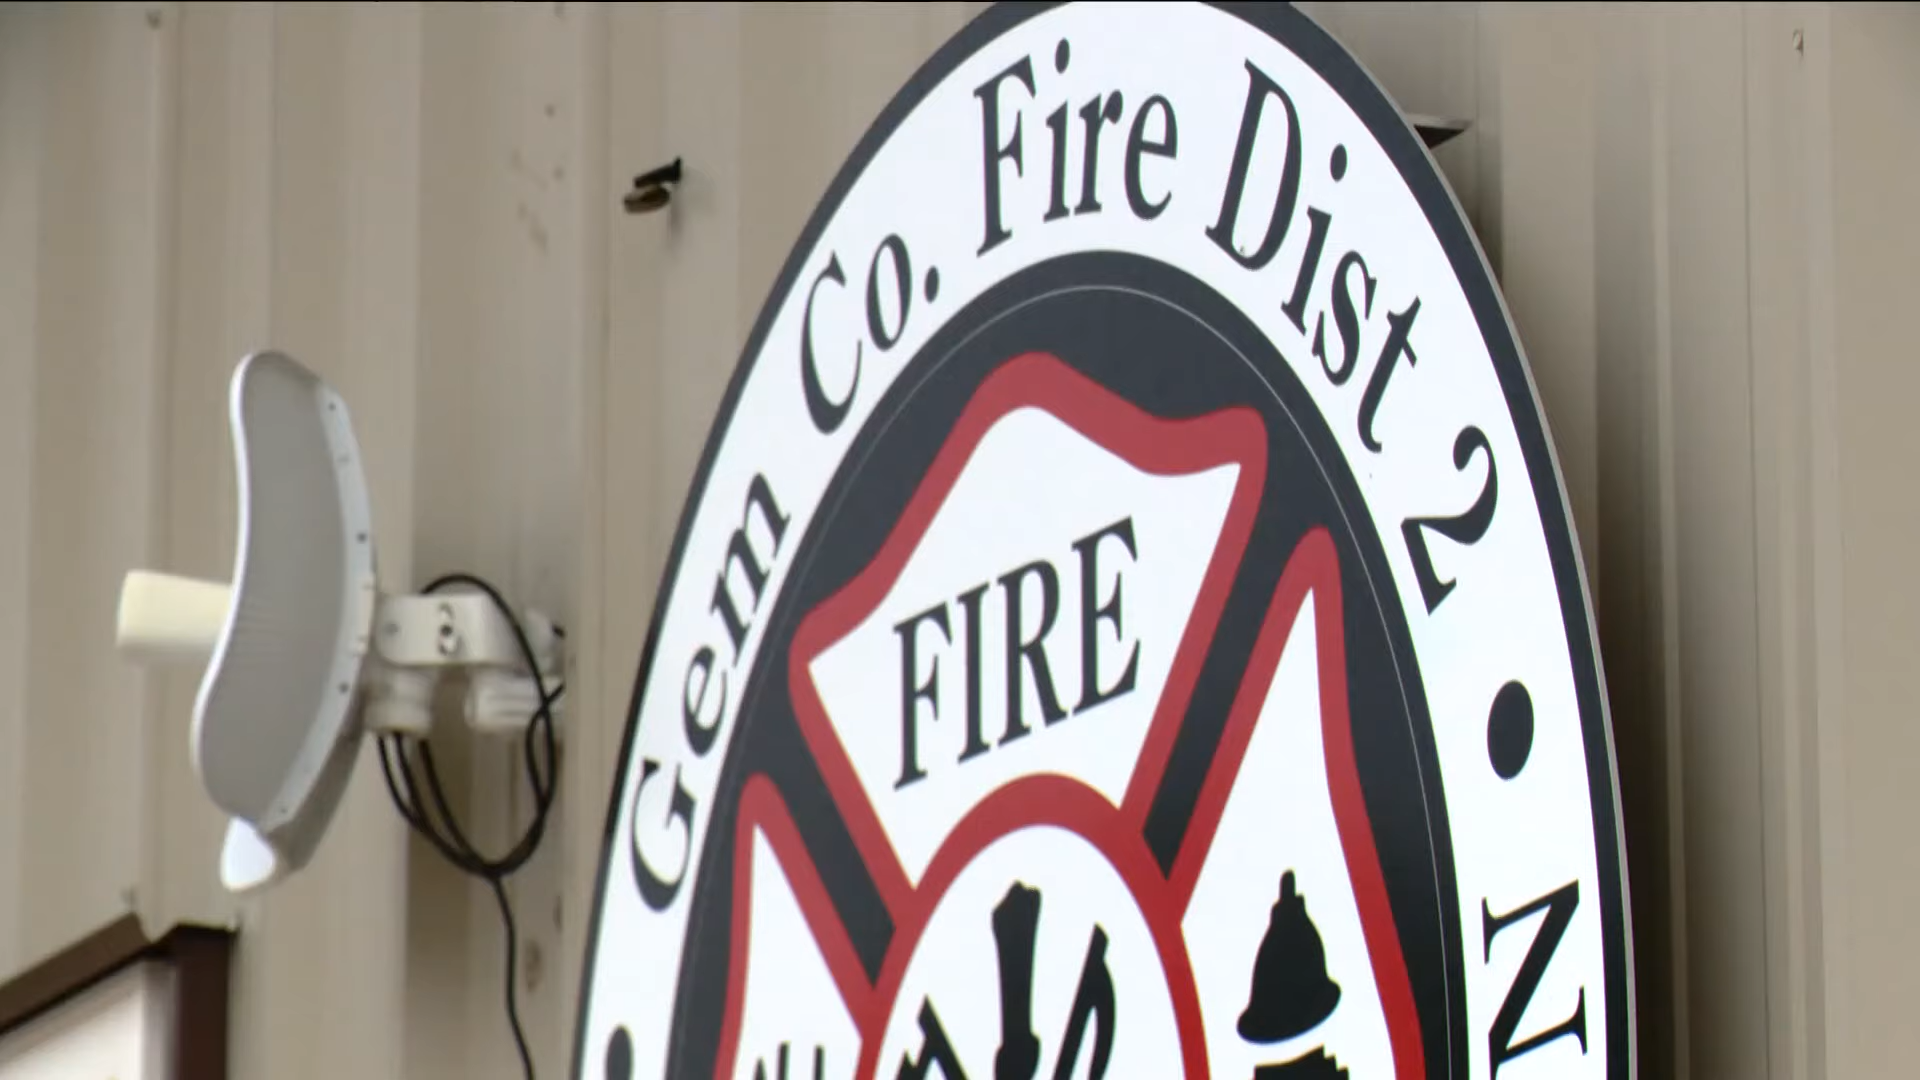 Gem Co. Fire Dist 2 • N
FIRE